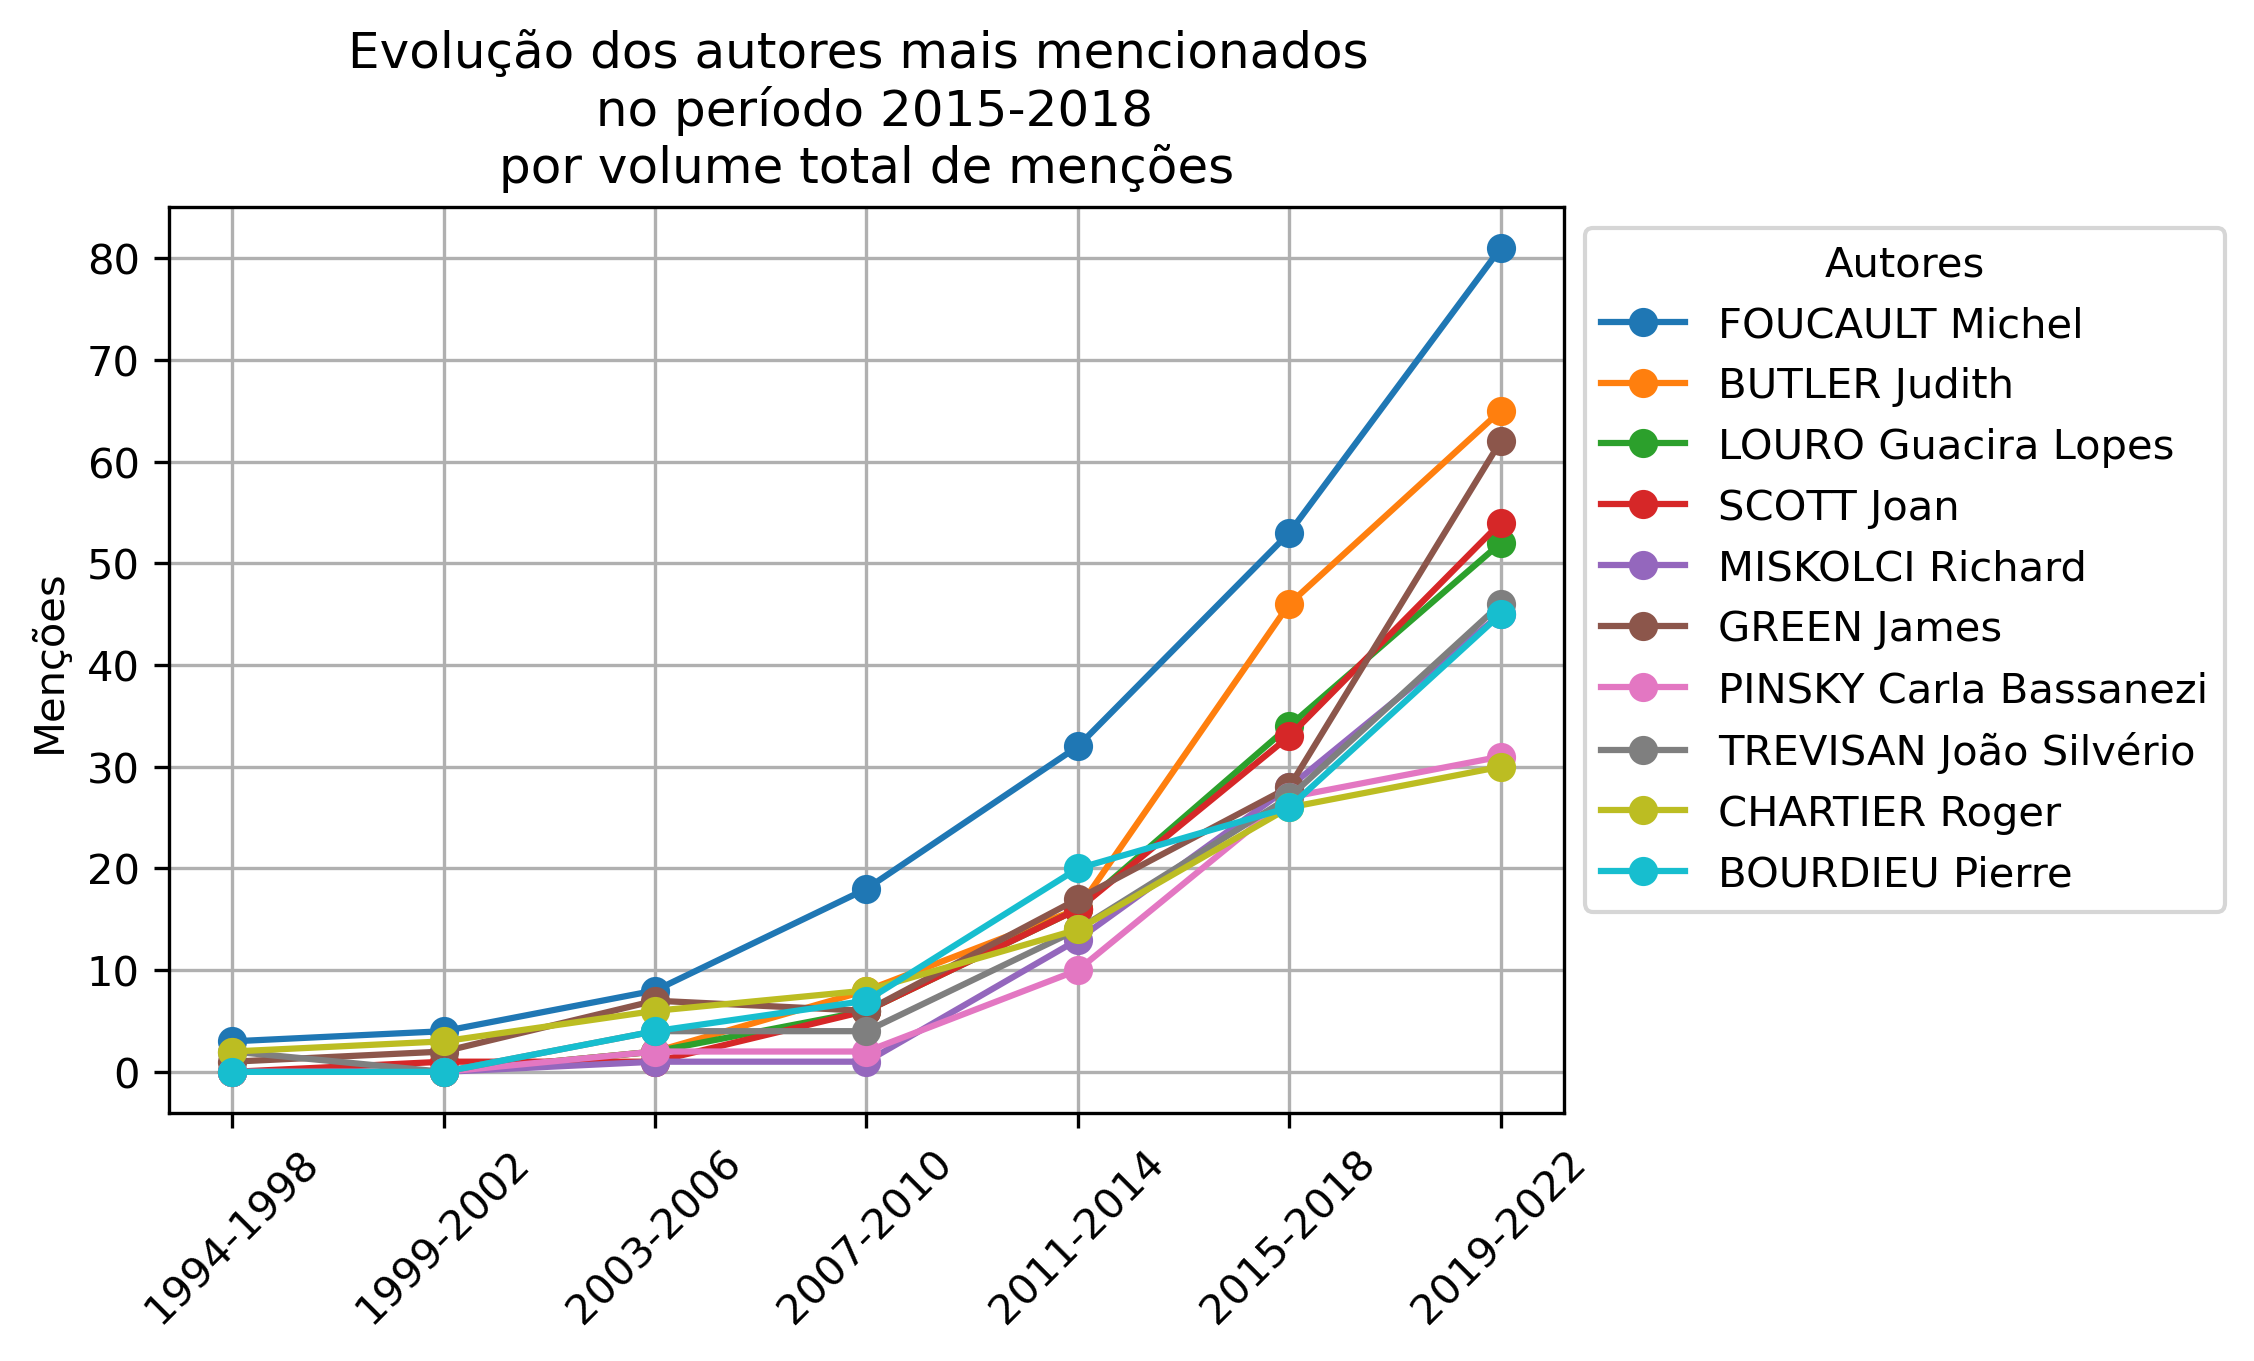 Evolução dos autores mais mencionados
no período 2015-2018
por volume total de menções
Menções
80
70
60
50
40
30
20
10
0
1994-1998
1999-2002
2003-2006
2007-2010
2011-2014
2015-2018
2019-2022
Autores
FOUCAULT Michel
BUTLER Judith
LOURO Guacira Lopes
SCOTT Joan
MISKOLCI Richard
GREEN James
PINSKY Carla Bassanezi
TREVISAN João Silvério
CHARTIER Roger
BOURDIEU Pierre